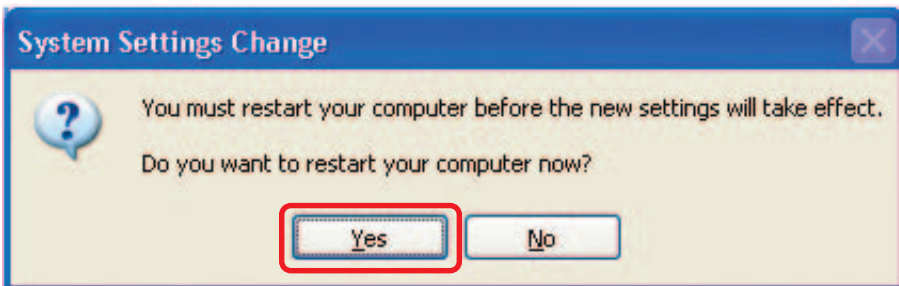 System Settings Change
You must restart your computer before the new settings will take effect.
Do you want to restart your computer now?
Yes No